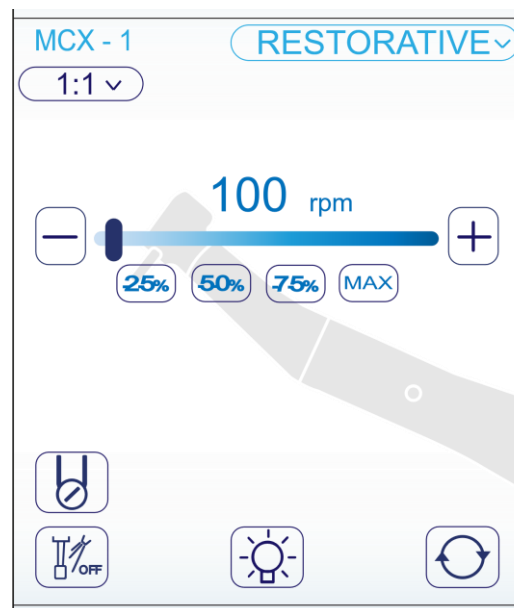 MCX - 1 RESTORATIVE
1:1
100 rpm
25% 50% 75% MAX
OFF